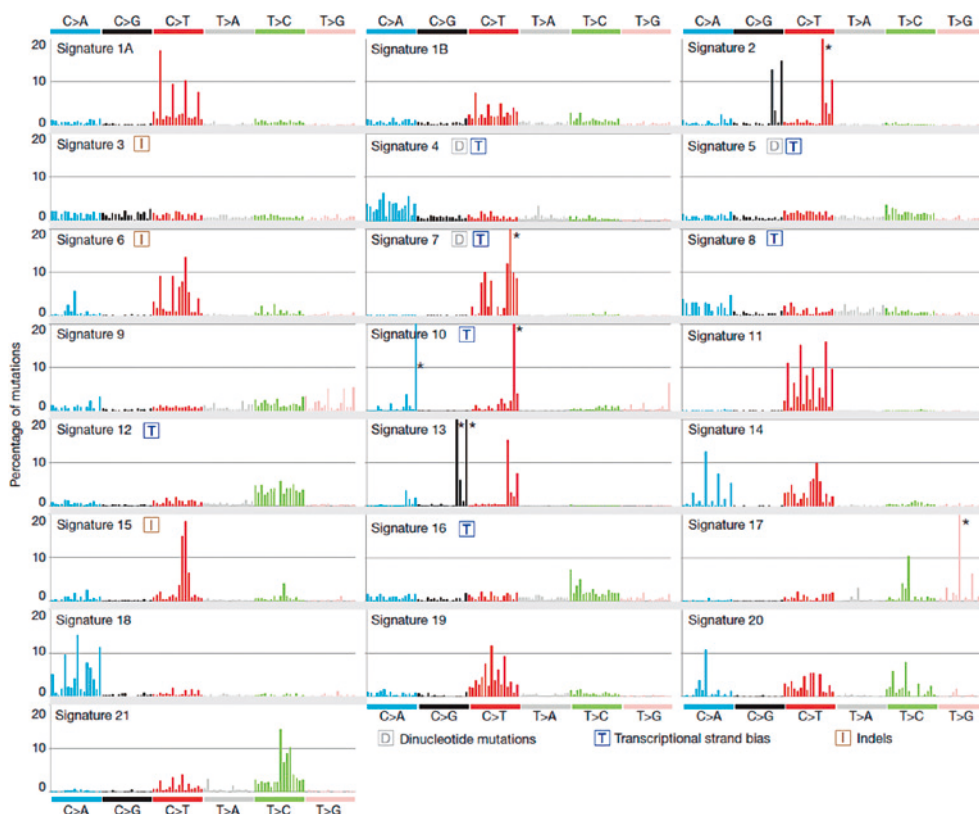 C>A C>G C>T T>A T>C T>G C>A C>G C>T T>A T>C T>G C>A C>G C>T T>A T>C T>G
20 Signature 1A Signature 1B Signature 2 *
10
0
20 Signature 3 I Signature 4 D T Signature 5 D T
10
0
20 Signature 6 I Signature 7 D T * Signature 8 T
10
0
20 Signature 9 Signature 10 T * * Signature 11
10
0
20 Signature 12 T Signature 13 * * Signature 14
10
0
20 Signature 15 I Signature 16 T Signature 17 *
10
0
20 Signature 18 Signature 19 Signature 20
10
0
20 Signature 21
10
0
Percentage of mutations
C>A C>G C>T T>A T>C T>G C>A C>G C>T T>A T>C T>G
D Dinucleotide mutations T Transcriptional strand bias I Indels
C>A C>G C>T T>A T>C T>G